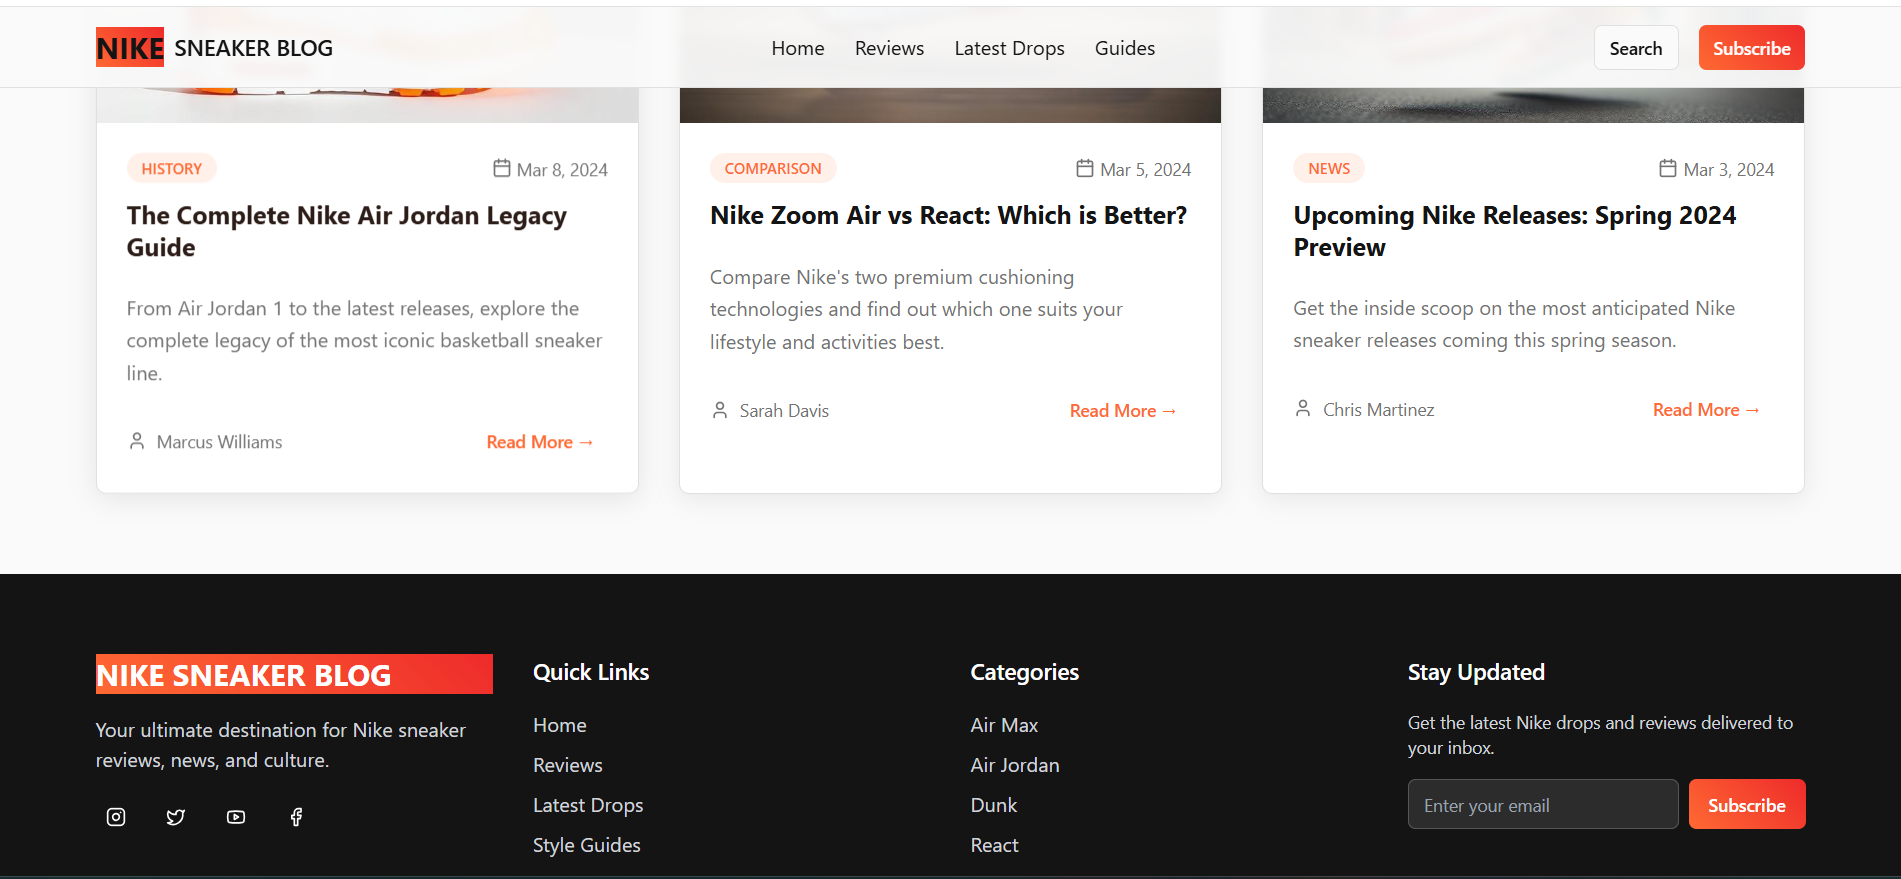 NIKE SNEAKER BLOG
Home Reviews Latest Drops Guides
Search Subscribe
HISTORY Mar 8, 2024
The Complete Nike Air Jordan Legacy
Guide
From Air Jordan 1 to the latest releases, explore the
complete legacy of the most iconic basketball sneaker
line.
Marcus Williams Read More →
COMPARISON Mar 5, 2024
Nike Zoom Air vs React: Which is Better?
Compare Nike's two premium cushioning
technologies and find out which one suits your
lifestyle and activities best.
Sarah Davis Read More →
NEWS Mar 3, 2024
Upcoming Nike Releases: Spring 2024
Preview
Get the inside scoop on the most anticipated Nike
sneaker releases coming this spring season.
Chris Martinez Read More →
NIKE SNEAKER BLOG
Your ultimate destination for Nike sneaker
reviews, news, and culture.
Quick Links
Home
Reviews
Latest Drops
Style Guides
Categories
Air Max
Air Jordan
Dunk
React
Stay Updated
Get the latest Nike drops and reviews delivered to
your inbox.
Enter your email Subscribe